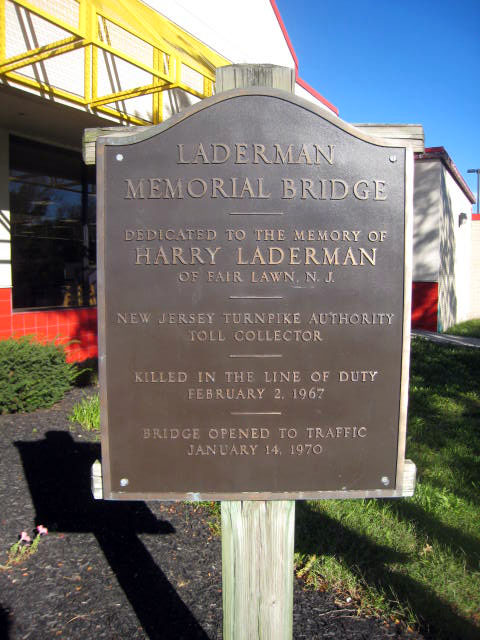 LADERMAN
MEMORIAL BRIDGE
DEDICATED TO THE MEMORY OF
HARRY LADERMAN
OF FAIR LAWN, N. J.
NEW JERSEY TURNPIKE AUTHORITY
TOLL COLLECTOR
KILLED IN THE LINE OF DUTY
FEBRUARY 2, 1967
BRIDGE OPENED TO TRAFFIC
JANUARY 14, 1970